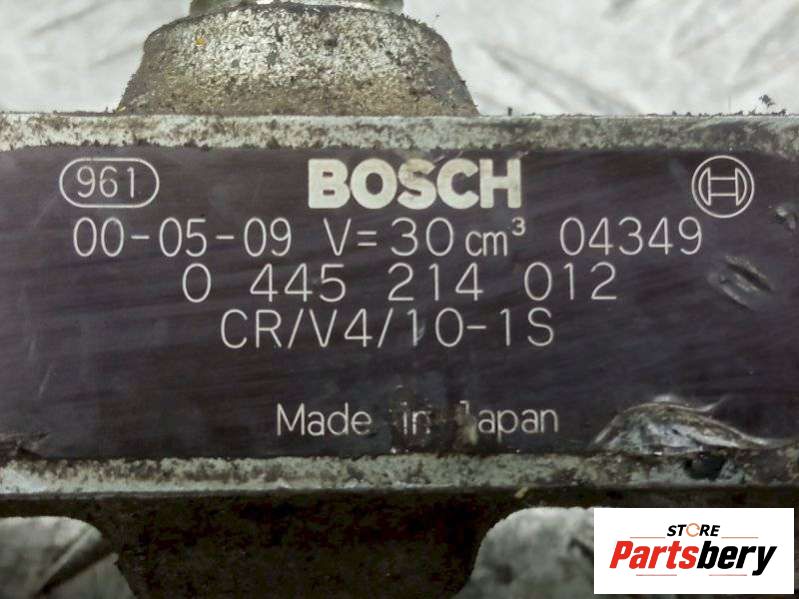 961 BOSCH
00-05-09 V=30cm³ 04349
0 445 214 012
CR/V4/10-1S
Made in Japan
STORE
Partsbery